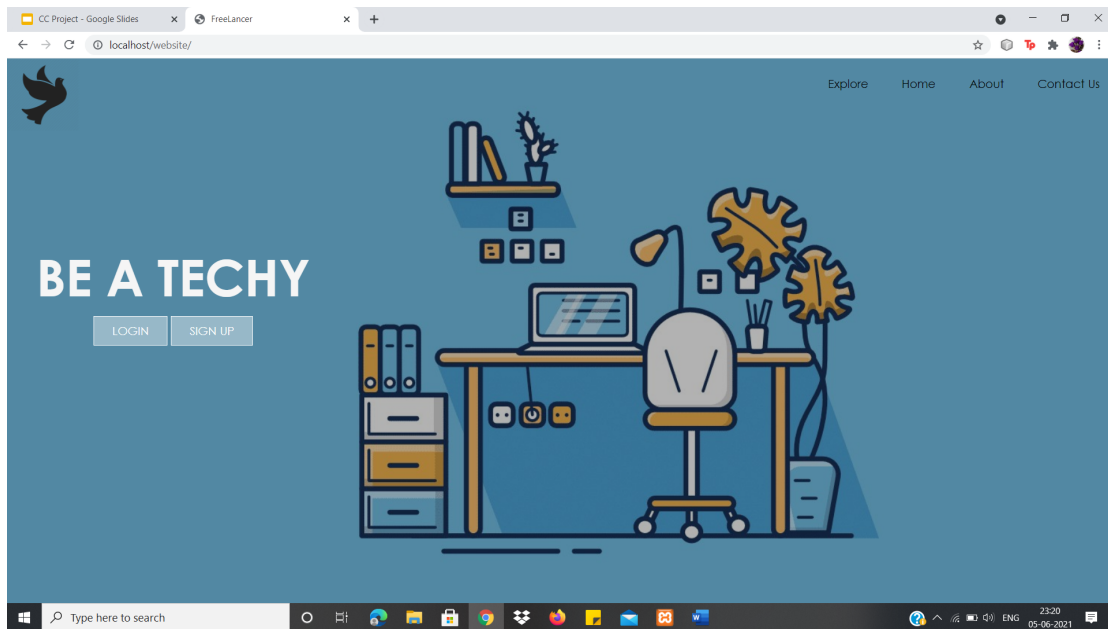 CC Project - Google Slides
FreeLancer
localhost/website/
Tp
Explore Home About Contact Us
BE A TECHY
LOGIN SIGN UP
Type here to search
W
ENG
23:20
05-06-2021